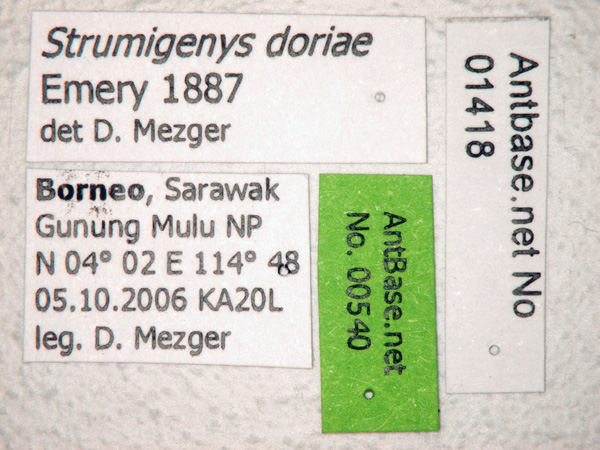 Strumigenys doriae
Emery 1887
det D. Mezger
Borneo, Sarawak
Gunung Mulu NP
N 04° 02 E 114° 48
05.10.2006 KA20L
leg. D. Mezger
AntBase.net
No. 00540
Antbase.net No
01418